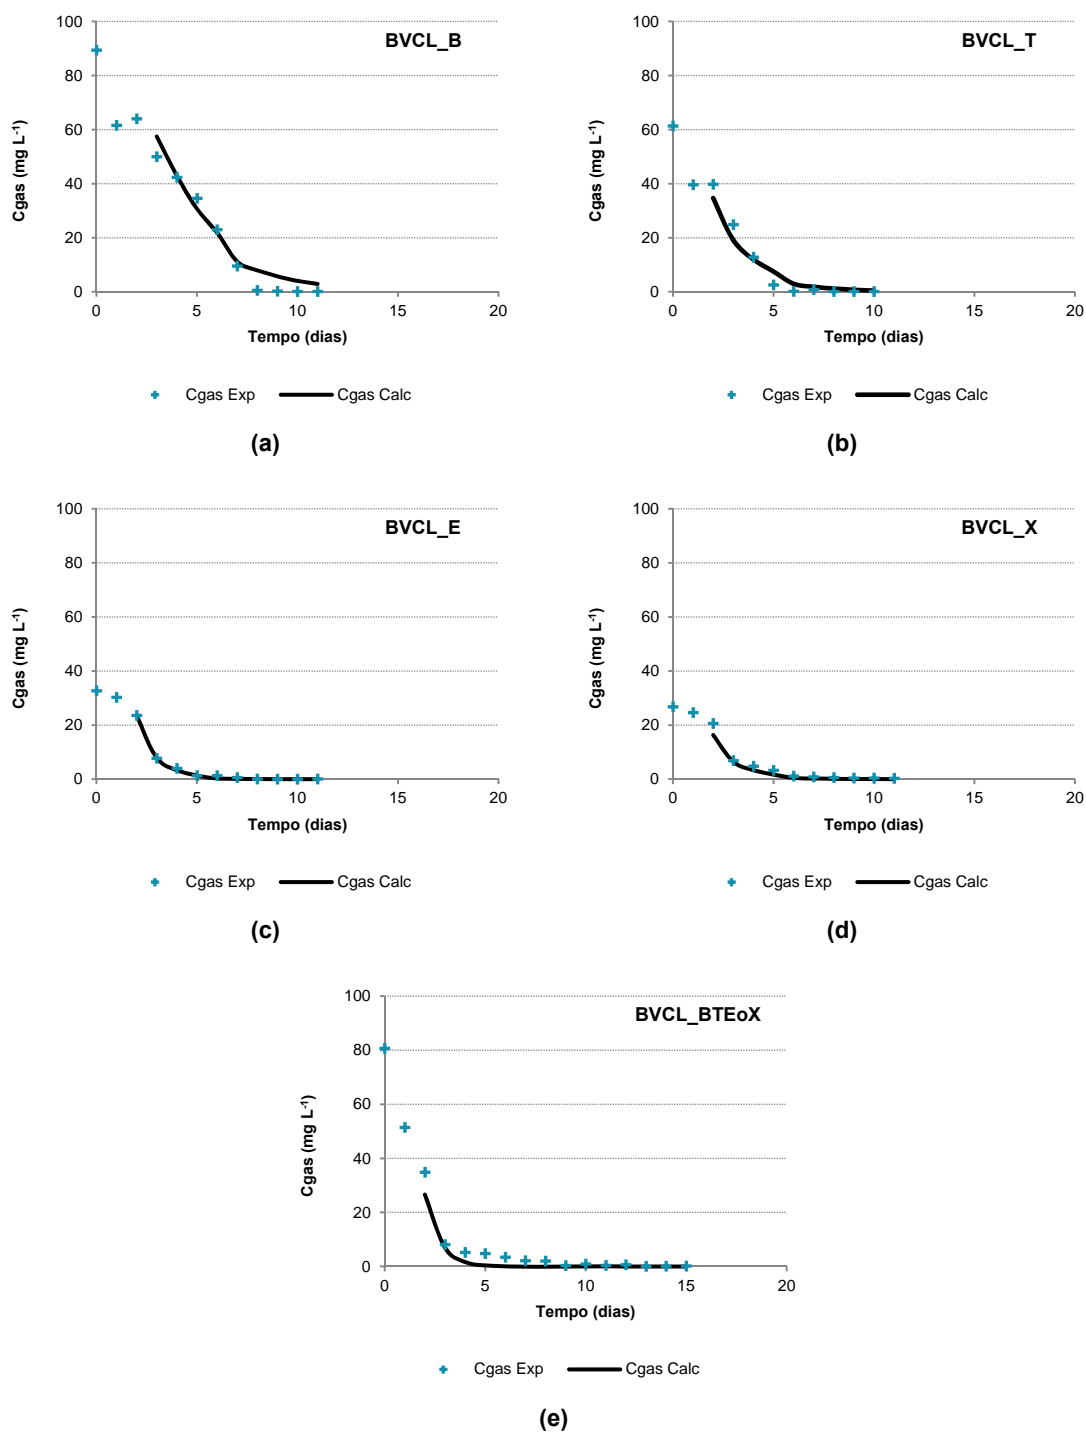 BVCL_B
100
80
60
40
20
0
Cgas (mg L-1)
0 5 10 15 20
Tempo (dias)
Cgas Exp Cgas Calc
(a)
BVCL_T
100
80
60
40
20
0
Cgas (mg L-1)
0 5 10 15 20
Tempo (dias)
Cgas Exp Cgas Calc
(b)
BVCL_E
100
80
60
40
20
0
Cgas (mg L-1)
0 5 10 15 20
Tempo (dias)
Cgas Exp Cgas Calc
(c)
BVCL_X
100
80
60
40
20
0
Cgas (mg L-1)
0 5 10 15 20
Tempo (dias)
Cgas Exp Cgas Calc
(d)
BVCL_BTEoX
100
80
60
40
20
0
Cgas (mg L-1)
0 5 10 15 20
Tempo (dias)
Cgas Exp Cgas Calc
(e)